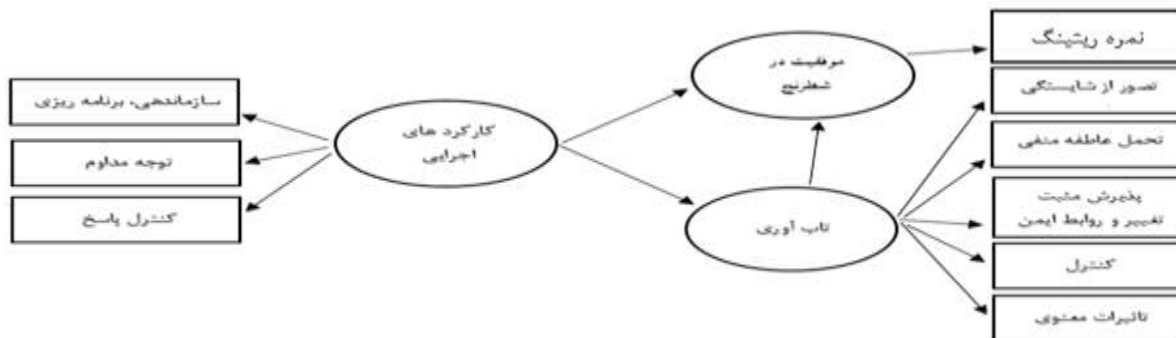 نمره ریتینگ
موفقیت در
شطرنج
تصور از شایستگی
سازماندهی، برنامه ریزی
کارکرد های
اجرایی
تحمل عاطفه منفی
توجه مداوم
پذیرش مثبت
تغییر و روابط ایمن
کنترل پاسخ
تاب آوری
کنترل
تاثیرات معنوی